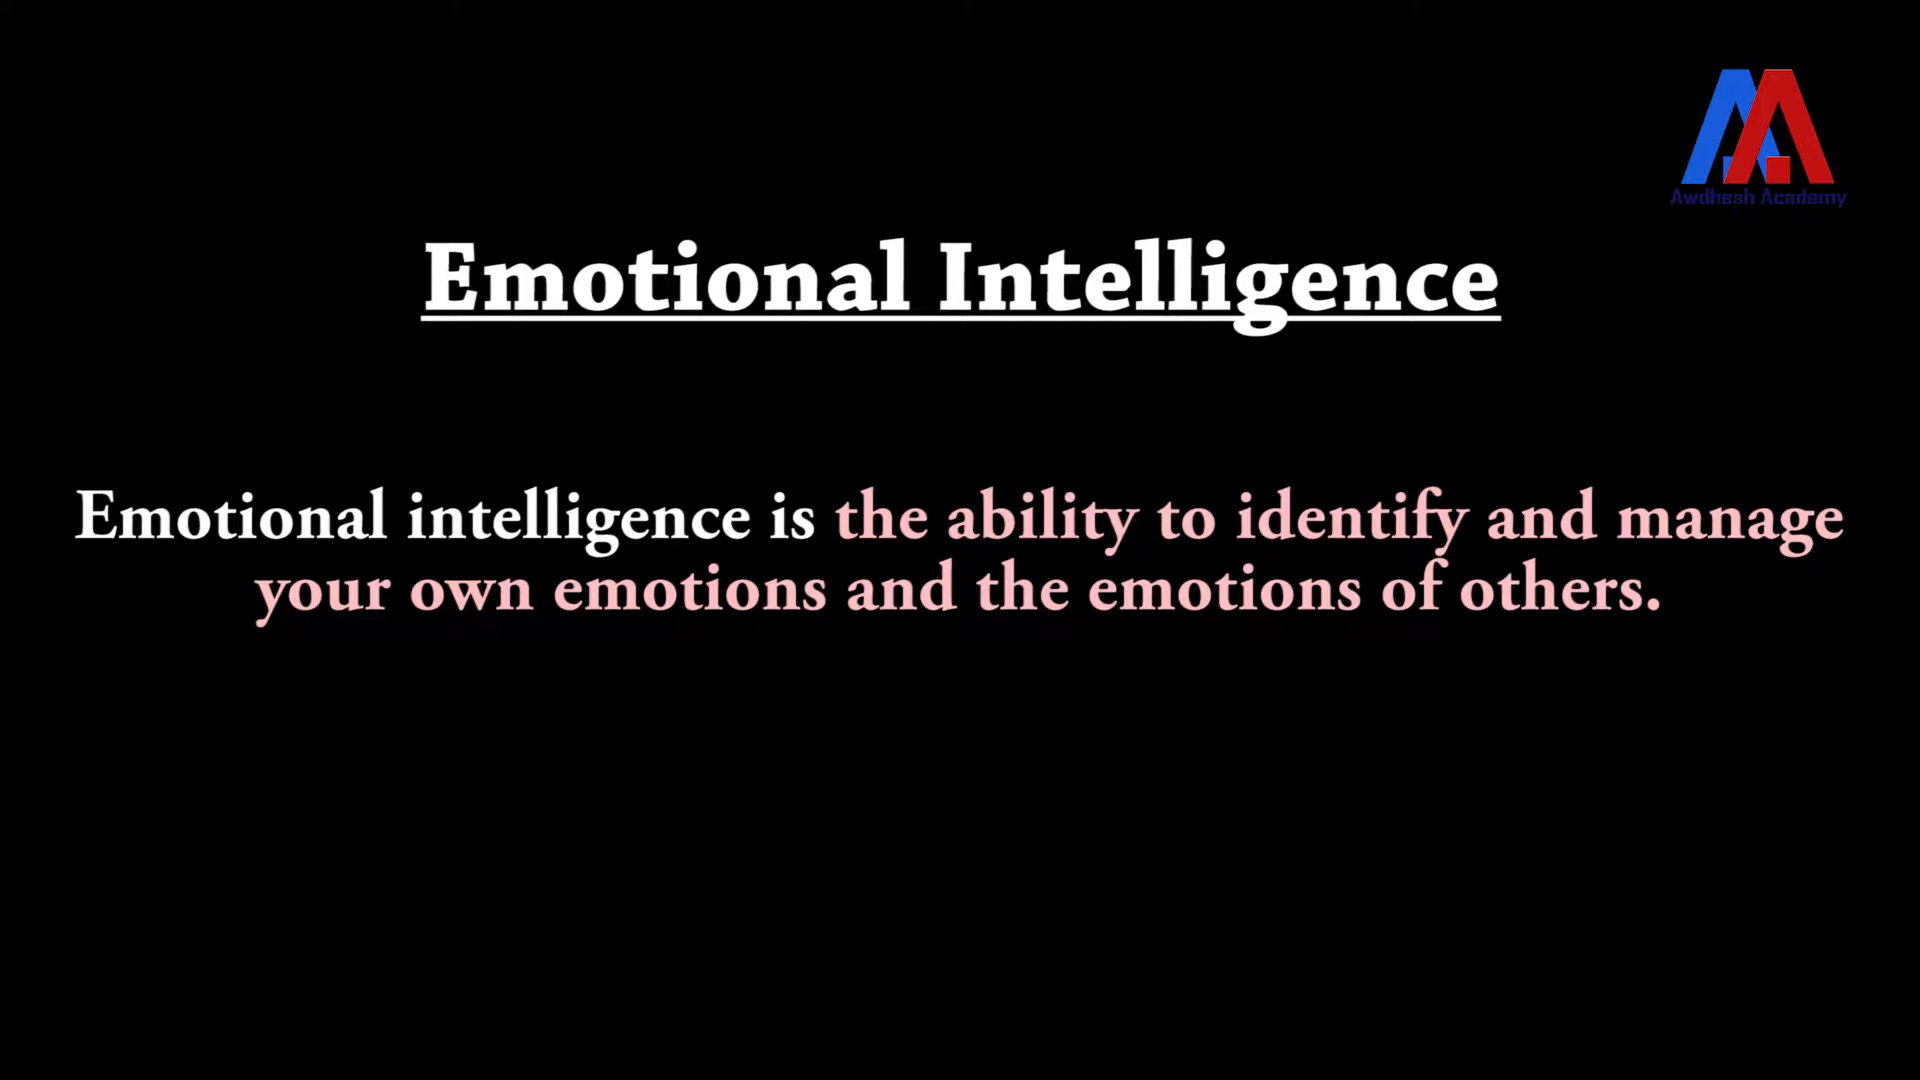 Awdhesh Academy
Emotional Intelligence
Emotional intelligence is the ability to identify and manage
your own emotions and the emotions of others.